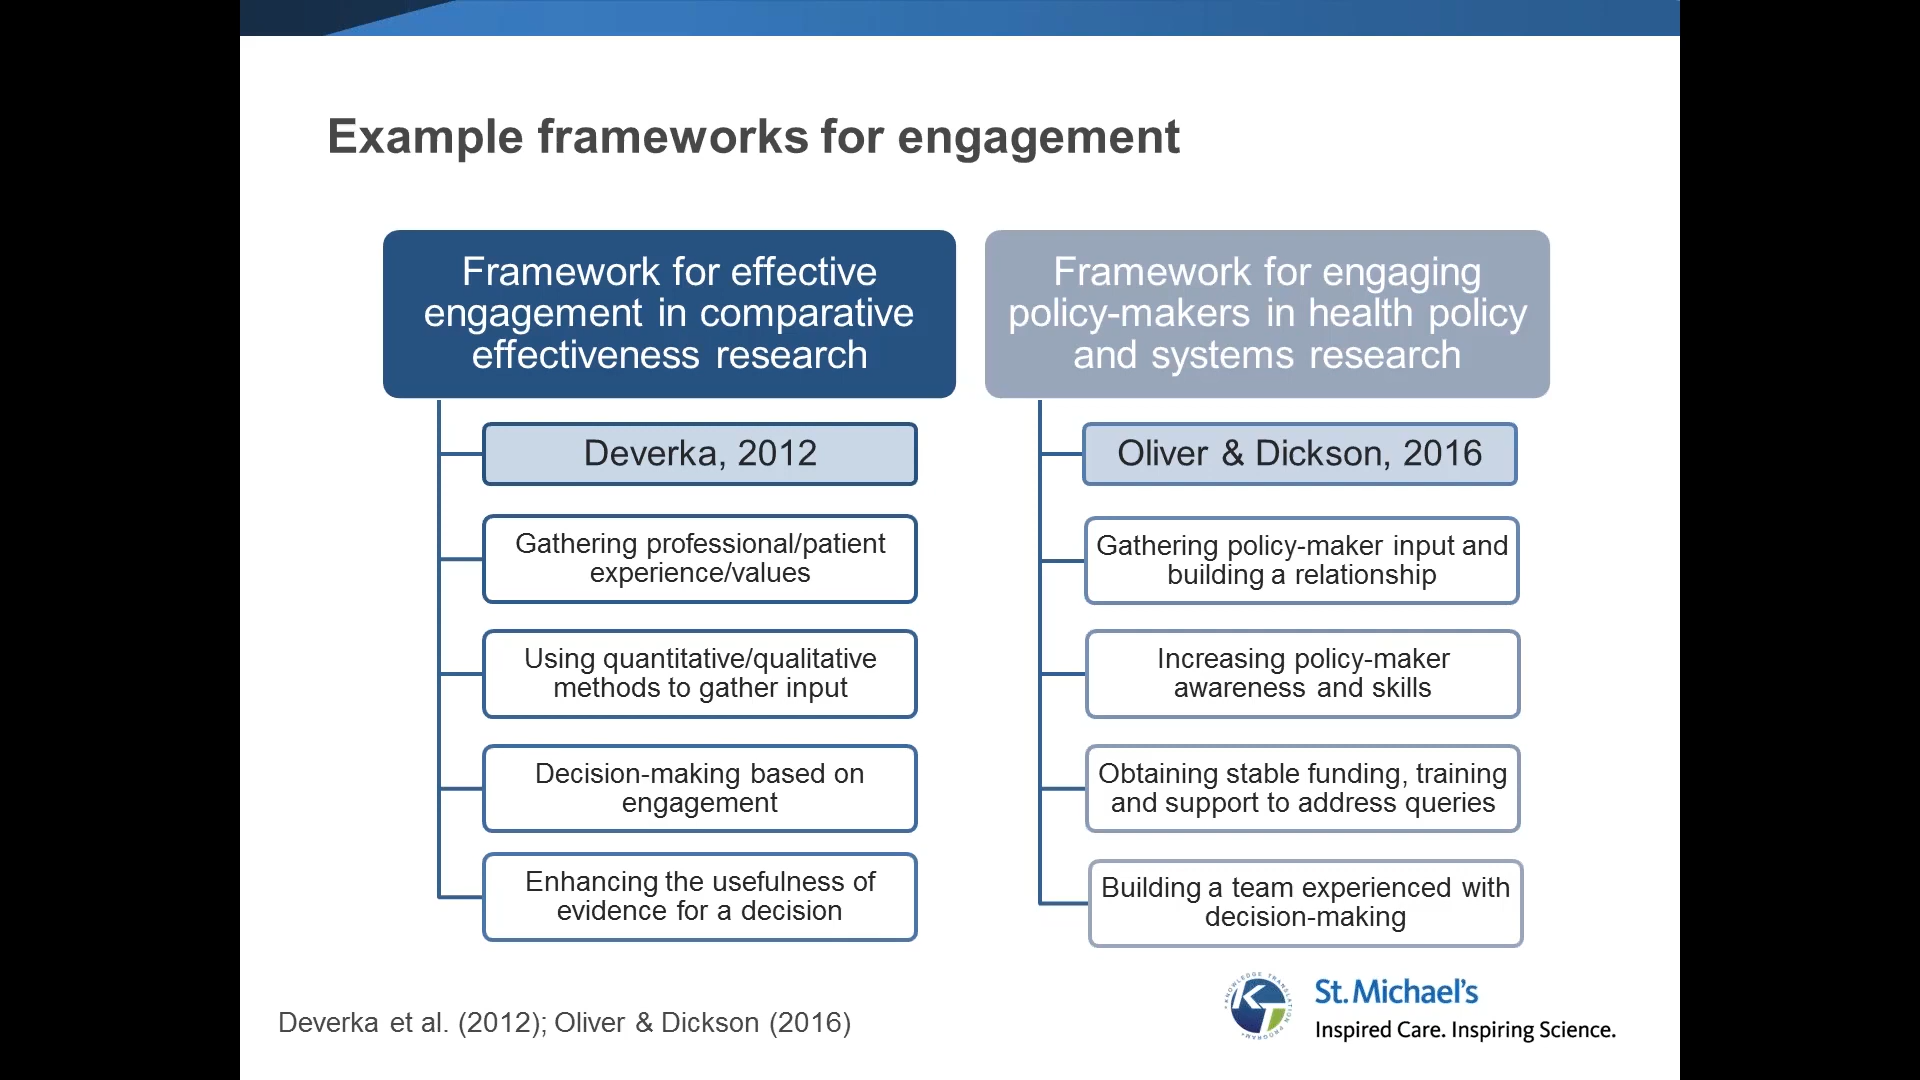 Example frameworks for engagement
Framework for effective
engagement in comparative
effectiveness research
Deverka, 2012
Gathering professional/patient
experience/values
Using quantitative/qualitative
methods to gather input
Decision-making based on
engagement
Enhancing the usefulness of
evidence for a decision
Framework for engaging
policy-makers in health policy
and systems research
Oliver & Dickson, 2016
Gathering policy-maker input and
building a relationship
Increasing policy-maker
awareness and skills
Obtaining stable funding, training
and support to address queries
Building a team experienced with
decision-making
Deverka et al. (2012); Oliver & Dickson (2016)
KNOWLEDGE TRANSLATION PROGRAM
KT
St. Michael's
Inspired Care. Inspiring Science.